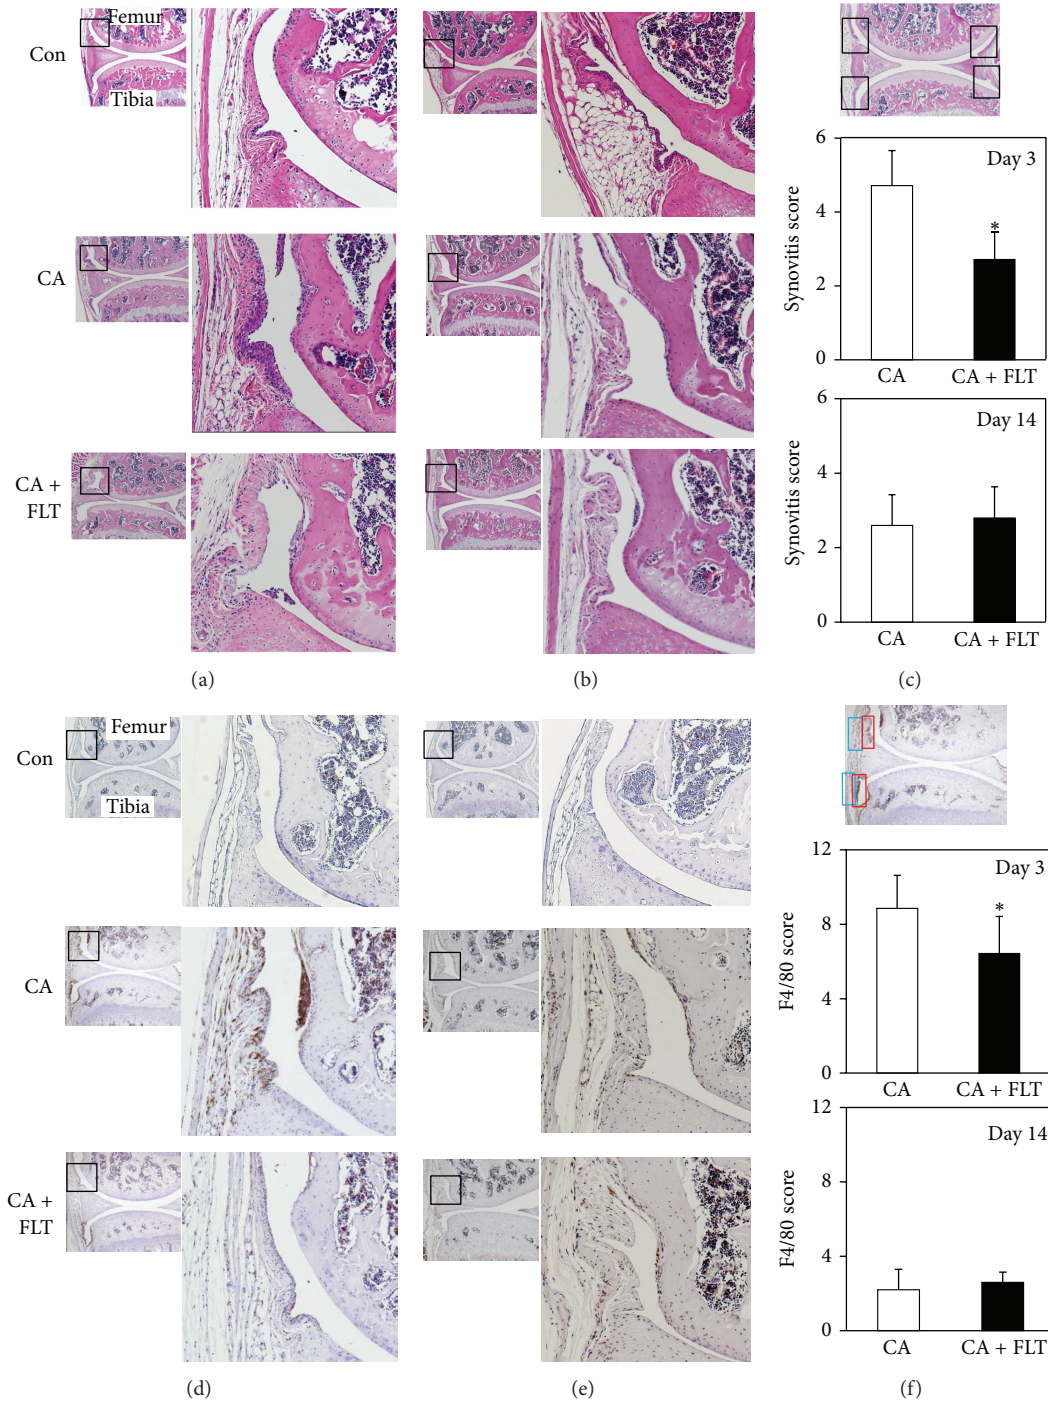 Femur
Con
Tibia
CA
CA +
FLT
(a)
(b)
6
Day 3
4
*
2
0
Synovitis score
CA
CA + FLT
6
Day 14
4
2
0
Synovitis score
CA
CA + FLT
(c)
Femur
Con
Tibia
CA
CA +
FLT
(d)
(e)
12
Day 3
8
*
4
0
F4/80 score
CA
CA + FLT
12
Day 14
8
4
0
F4/80 score
CA
CA + FLT
(f)